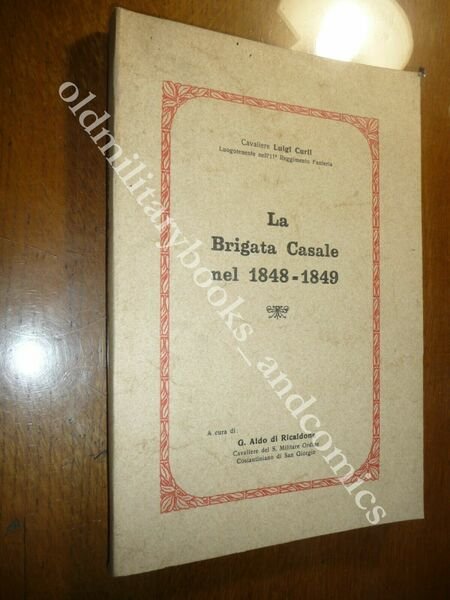 Cavaliere Luigi Curli
Luogotenente nell'11º Reggimento Fanteria
La
Brigata Casale
nel 1848-1849
A cura di:
G. Aldo di Ricaldone
Cavaliere del S. Militare Ordine
Costantiniano di San Giorgio
oldmilitarybooks_andcomics